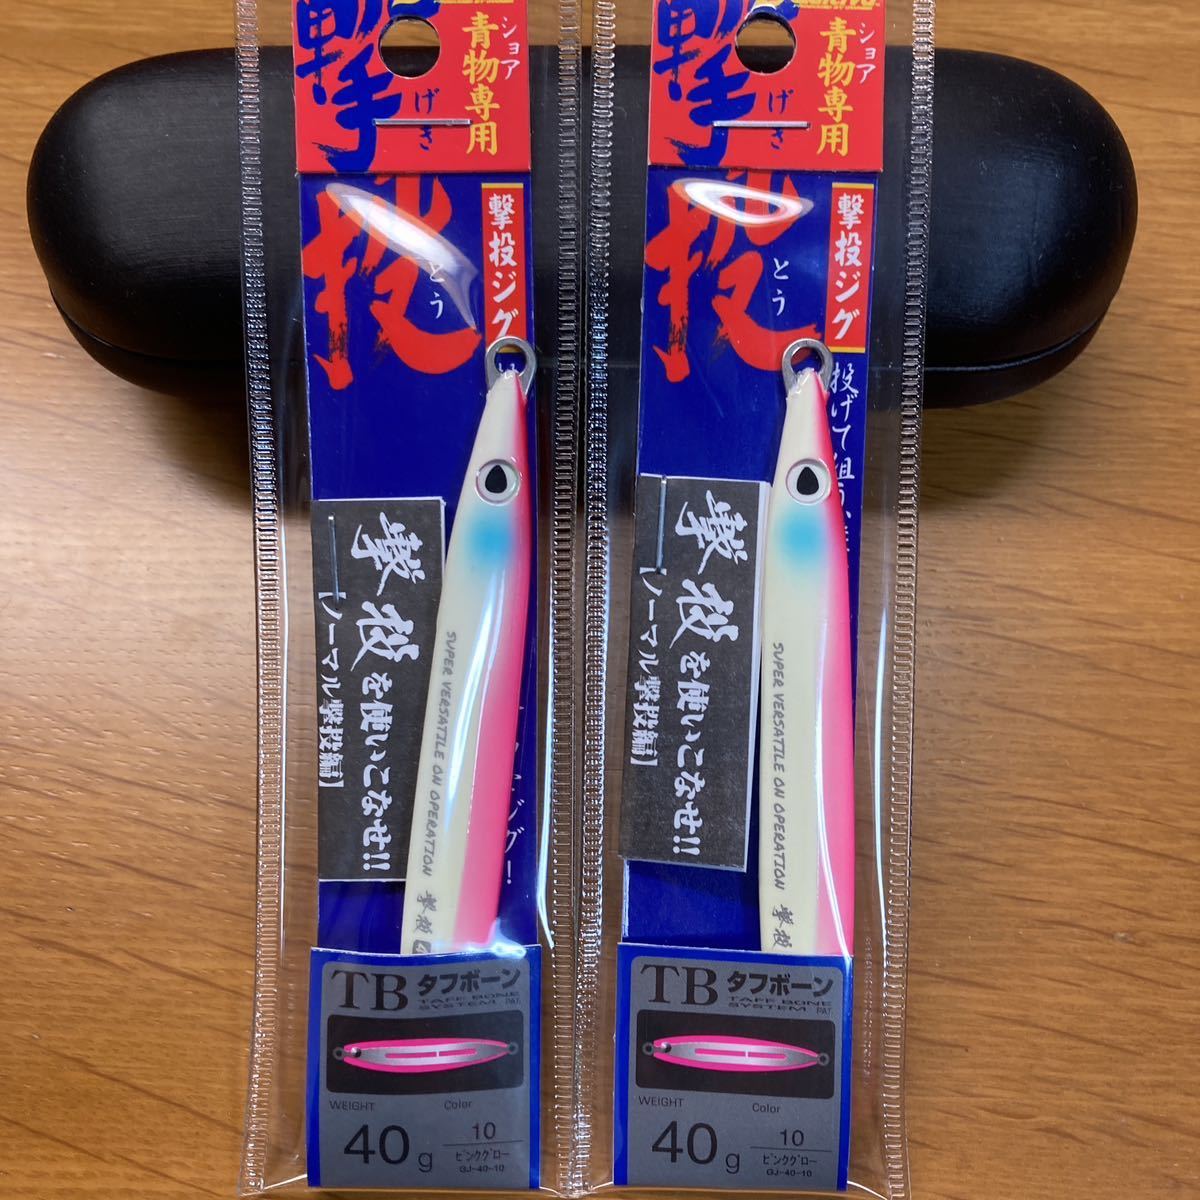 撃投
げき
とう
ショア
青物専用
撃投ジグ
撃投を使いこなせ!!
【ノーマル撃投編】
SUPER VERSATILE ON OPERATION 撃投
TB タフボーン
TAFF BONE
SYSTEM PAT.
WEIGHT
Color
40g
10
ピンクグロー
GJ-40-10
撃投
げき
とう
ショア
青物専用
撃投ジグ
投げて狙う
撃投を使いこなせ!!
【ノーマル撃投編】
SUPER VERSATILE ON OPERATION 撃投
TB タフボーン
TAFF BONE
SYSTEM PAT.
WEIGHT
Color
40g
10
ピンクグロー
GJ-40-10